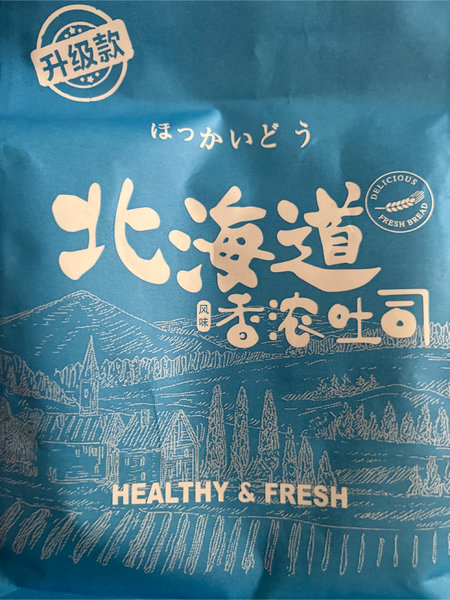 升级款
ほっかいどう
DELICIOUS
FRESH BREAD
北海道
风味
香浓吐司
HEALTHY & FRESH